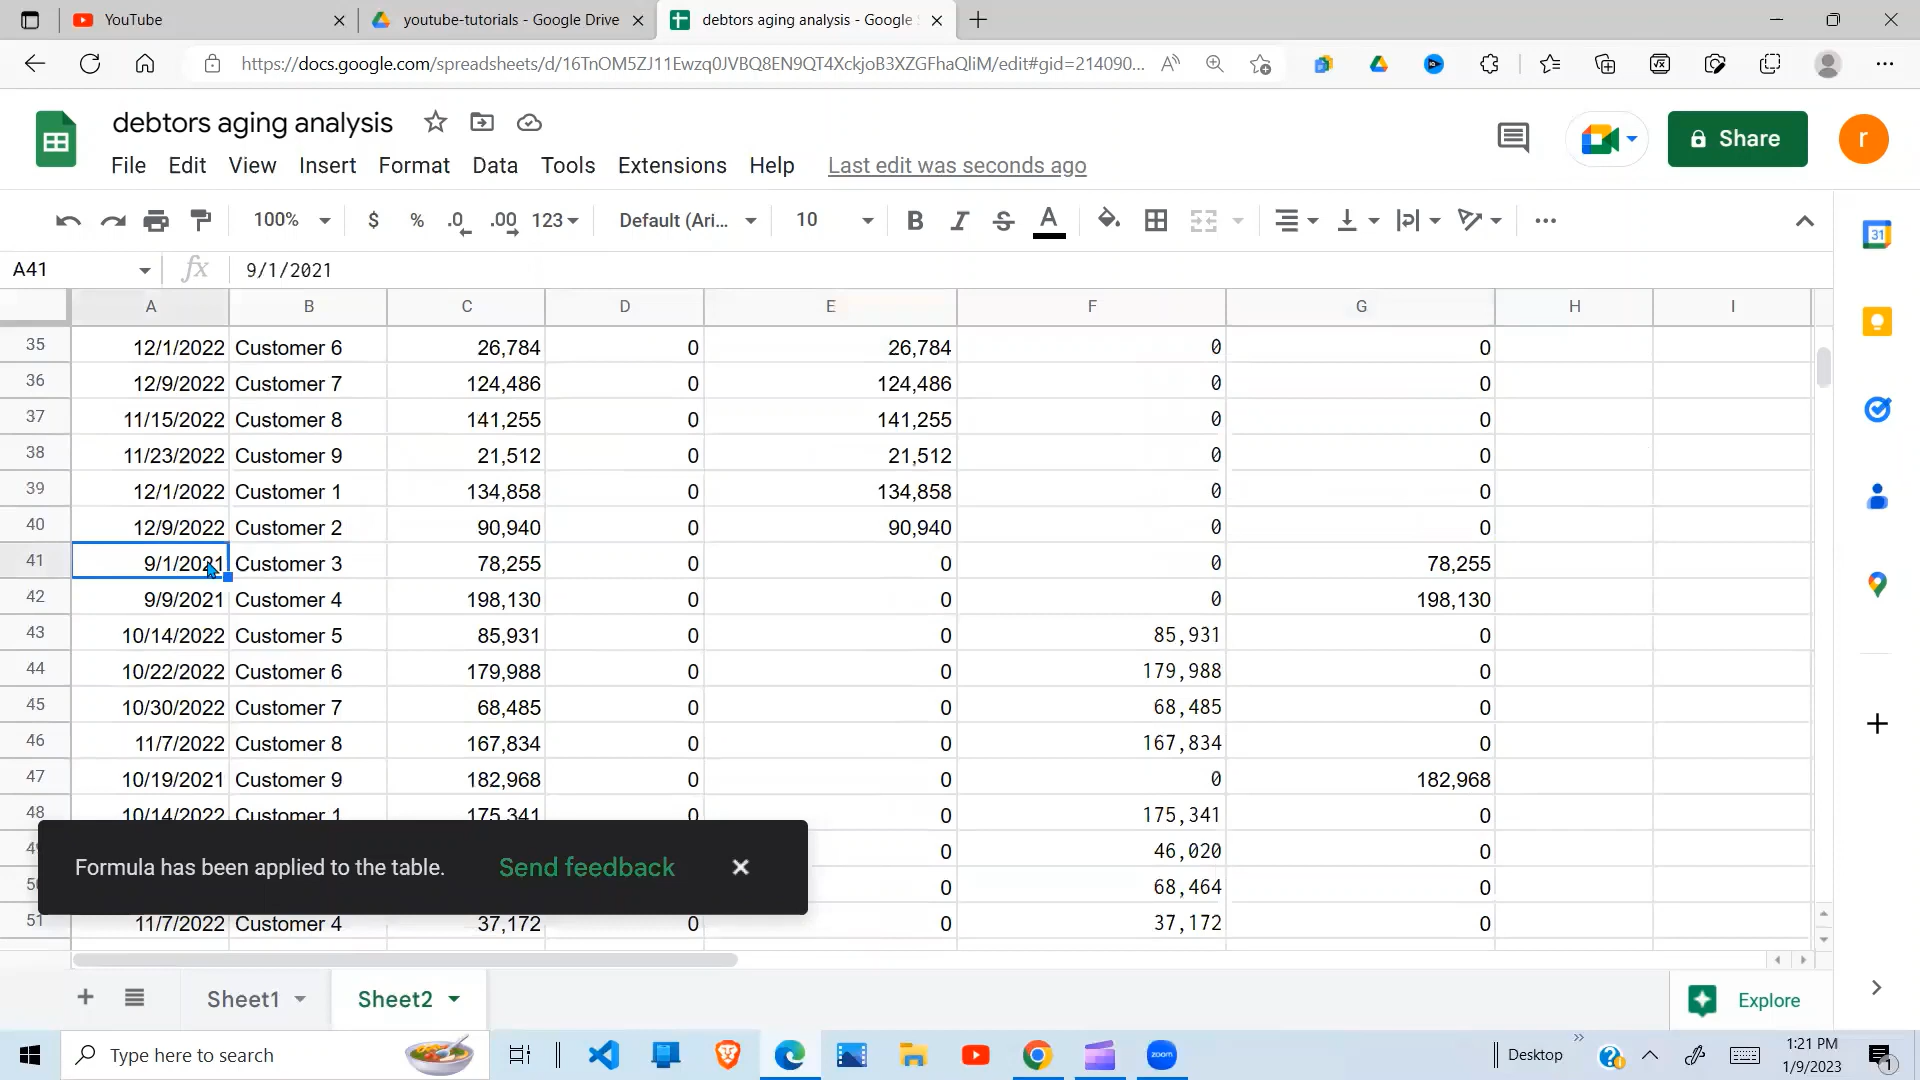 YouTube
youtube-tutorials - Google Drive
debtors aging analysis - Google
https://docs.google.com/spreadsheets/d/16TnOM5ZJ11Ewzq0JVBQ8EN9QT4XckjoB3XZGFhaQliM/edit#gid=214090...
debtors aging analysis
Share
r
File Edit View Insert Format Data Tools Extensions Help Last edit was seconds ago
100% $ % .0 .00 123 Default (Ari... 10 B I S A
A41 fx 9/1/2021
A B C D E F G H I
35 12/1/2022 Customer 6 26,784 0 26,784 0 0
36 12/9/2022 Customer 7 124,486 0 124,486 0 0
37 11/15/2022 Customer 8 141,255 0 141,255 0 0
38 11/23/2022 Customer 9 21,512 0 21,512 0 0
39 12/1/2022 Customer 1 134,858 0 134,858 0 0
40 12/9/2022 Customer 2 90,940 0 90,940 0 0
41 9/1/2021 Customer 3 78,255 0 0 0 78,255
42 9/9/2021 Customer 4 198,130 0 0 0 198,130
43 10/14/2022 Customer 5 85,931 0 0 85,931 0
44 10/22/2022 Customer 6 179,988 0 0 179,988 0
45 10/30/2022 Customer 7 68,485 0 0 68,485 0
46 11/7/2022 Customer 8 167,834 0 0 167,834 0
47 10/19/2021 Customer 9 182,968 0 0 0 182,968
48 10/14/2022 Customer 1 175,341 0 0 175,341 0
0 46,020 0
0 68,464 0
51 11/7/2022 Customer 4 37,172 0 0 37,172 0
Formula has been applied to the table. Send feedback
Sheet1 Sheet2
Explore
Type here to search
zoom
Desktop
1:21 PM
1/9/2023
1
31